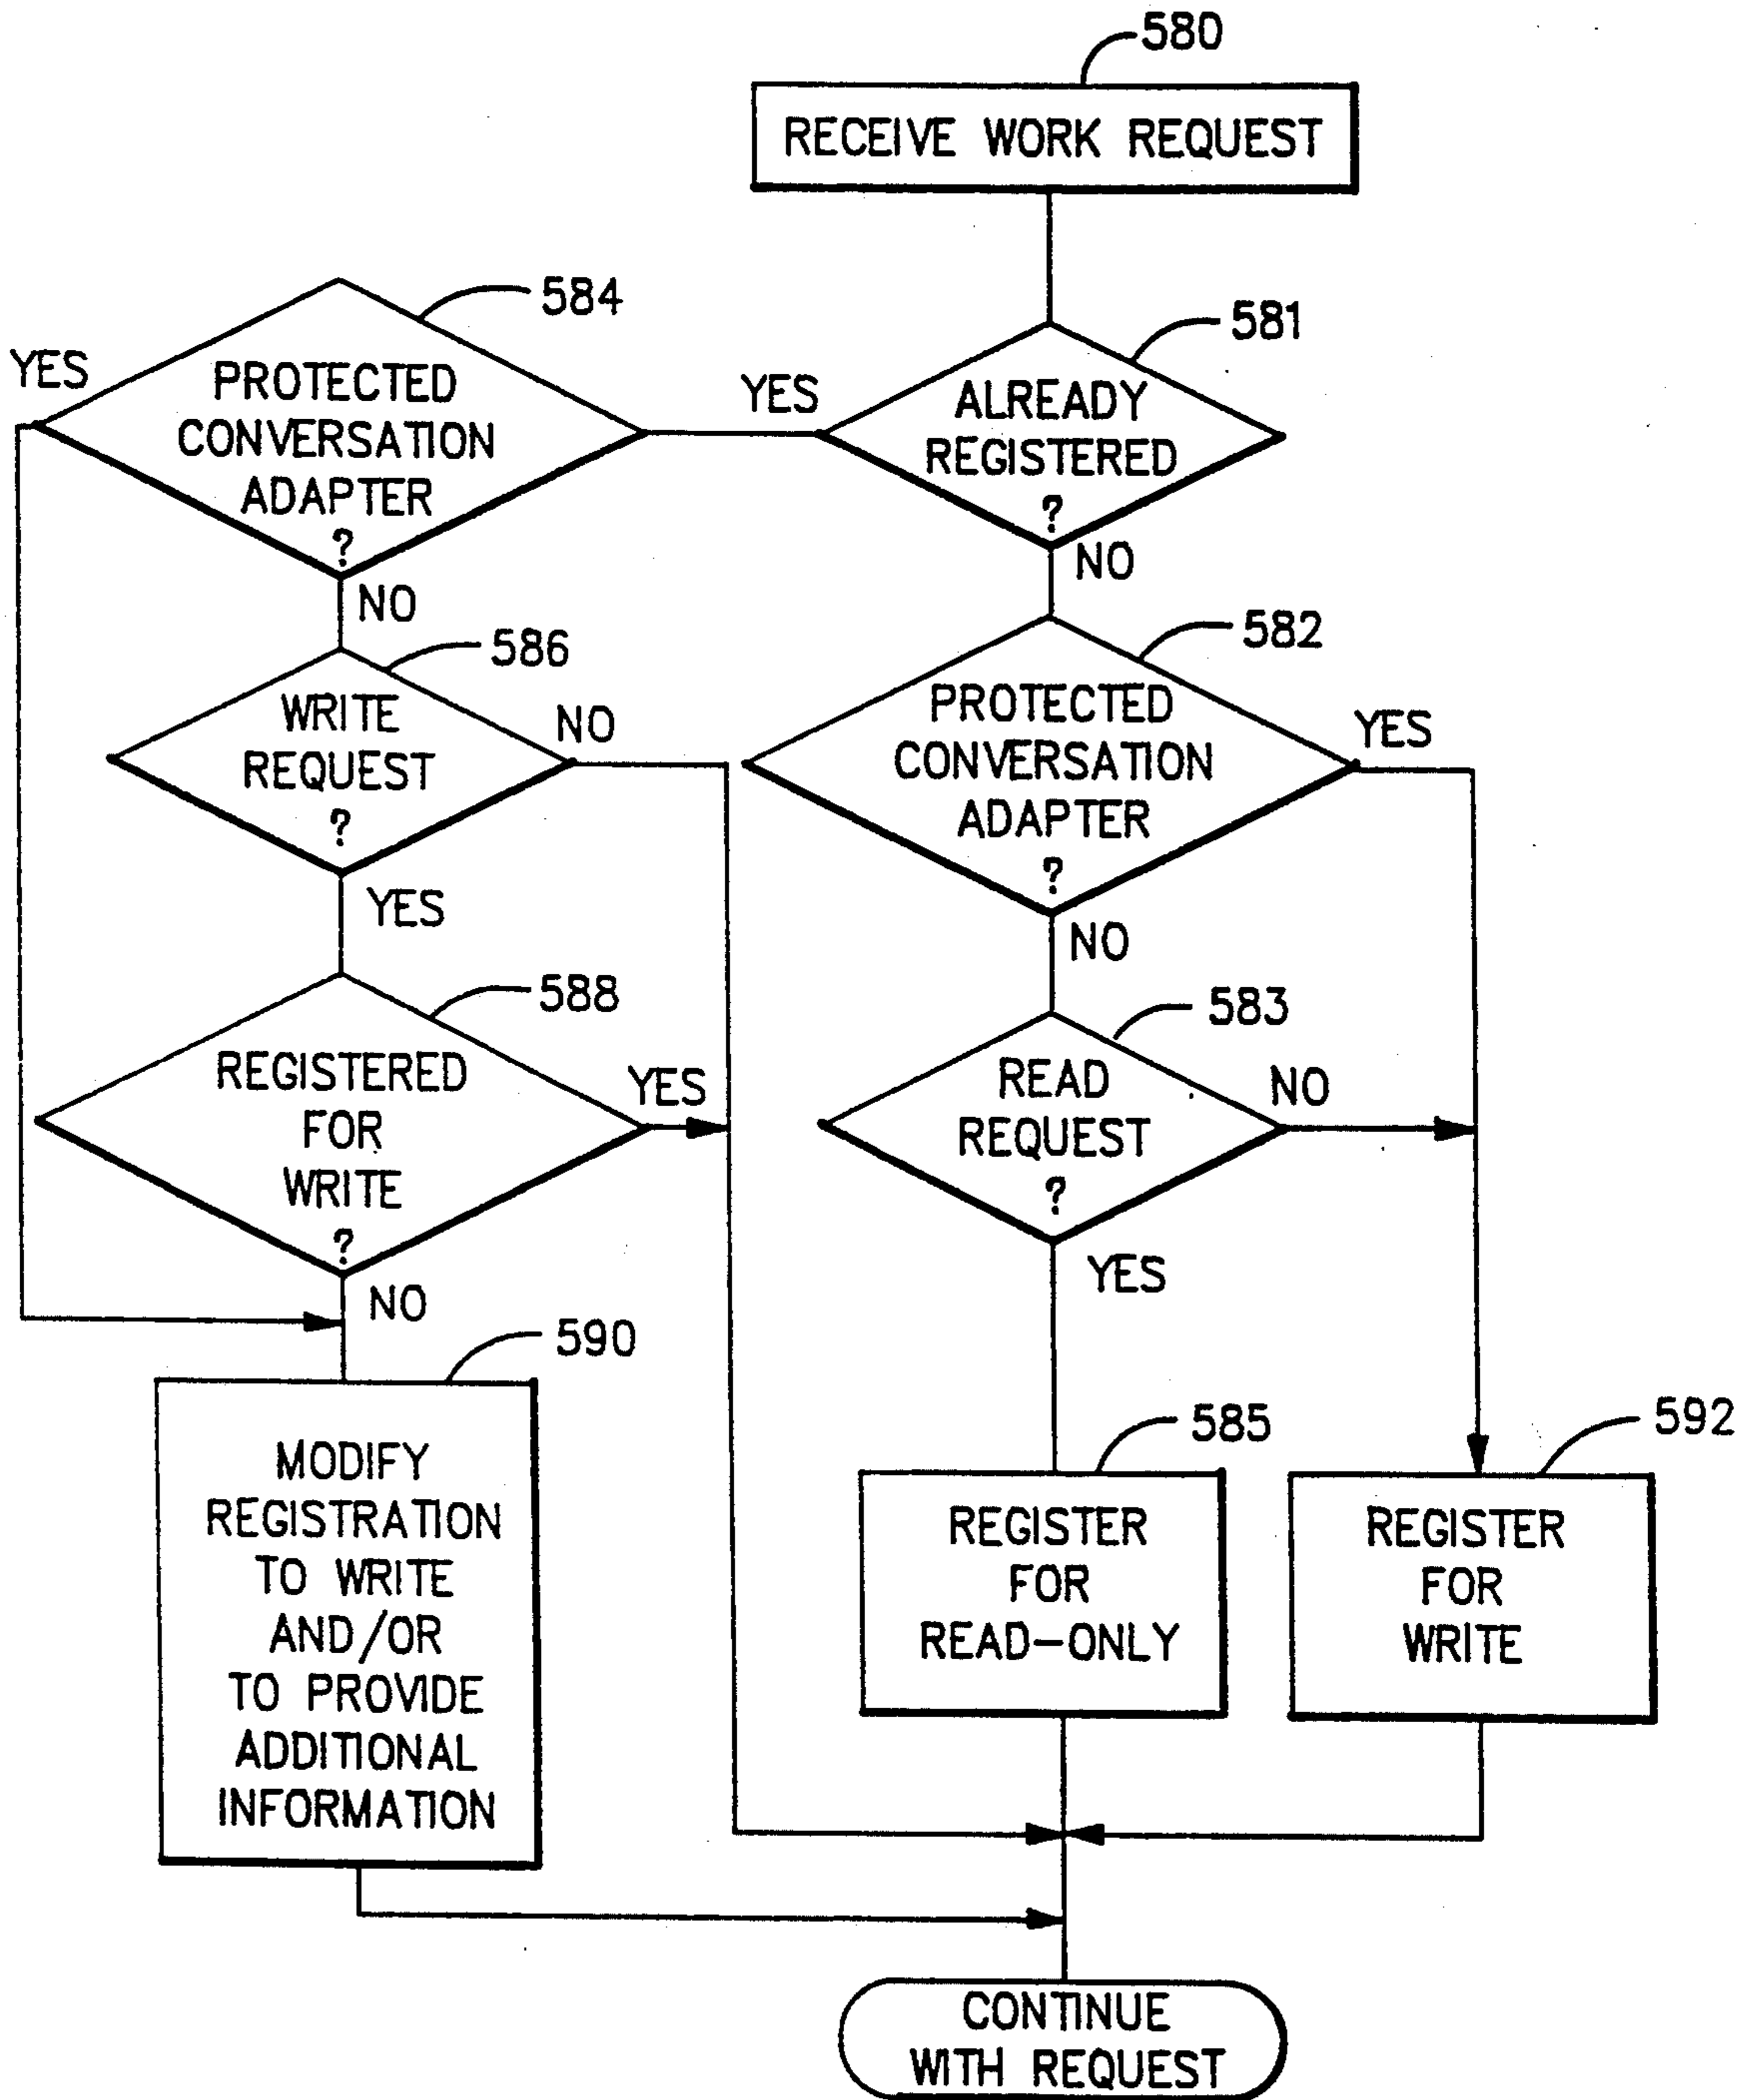 580
RECEIVE WORK REQUEST
584
581
YES
PROTECTED
CONVERSATION
ADAPTER
?
YES
ALREADY
REGISTERED
?
NO
NO
586
582
WRITE
REQUEST
?
NO
PROTECTED
CONVERSATION
ADAPTER
?
YES
YES
NO
588
583
REGISTERED
FOR
WRITE
?
YES
READ
REQUEST
?
NO
NO
YES
590
585
592
MODIFY
REGISTRATION
TO WRITE
AND/OR
TO PROVIDE
ADDITIONAL
INFORMATION
REGISTER
FOR
READ-ONLY
REGISTER
FOR
WRITE
CONTINUE
WITH REQUEST